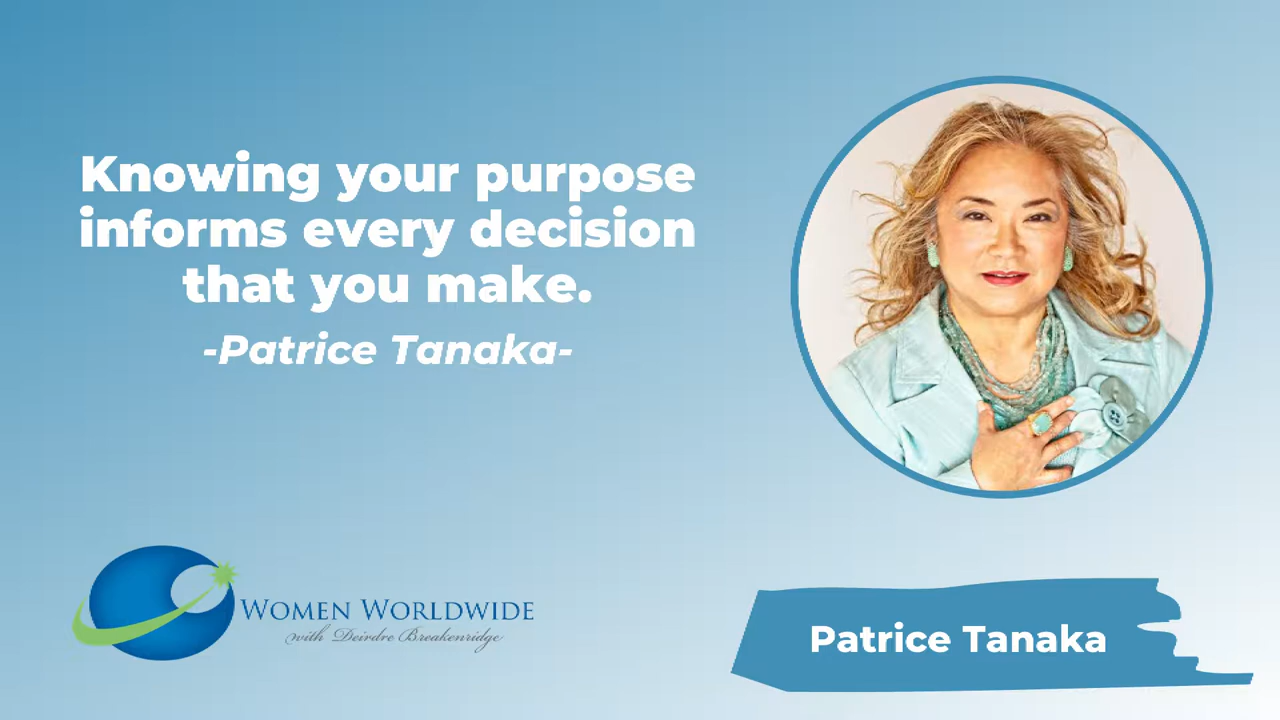 Knowing your purpose
informs every decision
that you make.
-Patrice Tanaka-
WOMEN WORLDWIDE
with Deirdre Breakenridge
Patrice Tanaka